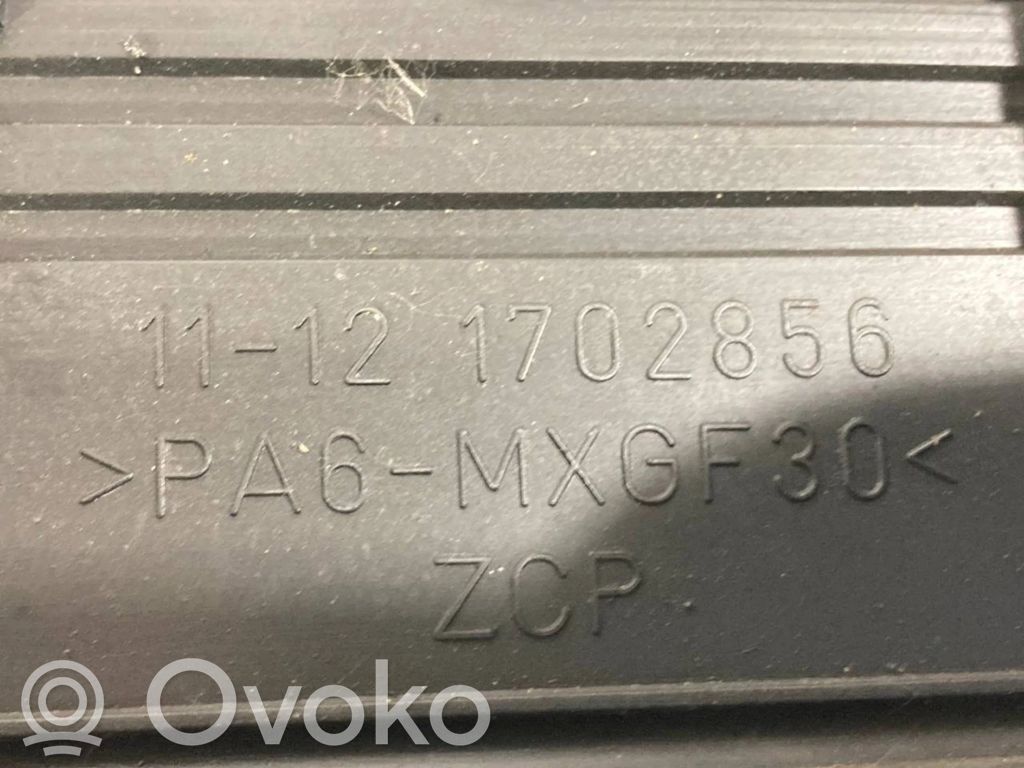 11-12 1702856
>PA6-MXGF30<
ZCP
Ovoko